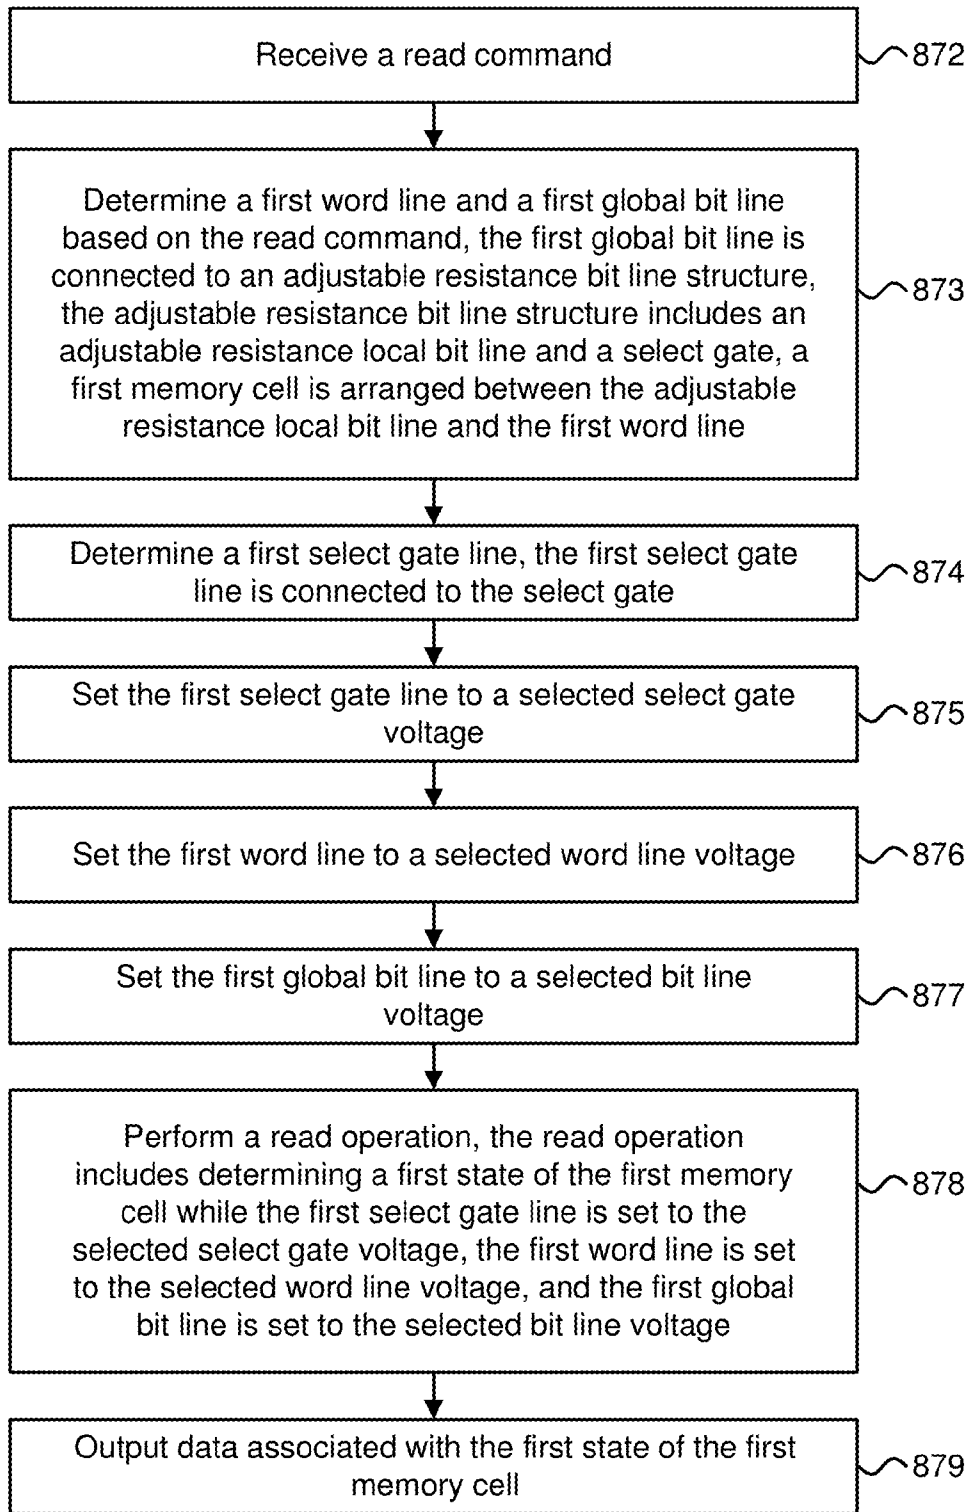 Receive a read command
872
Determine a first word line and a first global bit line
based on the read command, the first global bit line is
connected to an adjustable resistance bit line structure,
the adjustable resistance bit line structure includes an
adjustable resistance local bit line and a select gate, a
first memory cell is arranged between the adjustable
resistance local bit line and the first word line
873
Determine a first select gate line, the first select gate
line is connected to the select gate
874
Set the first select gate line to a selected select gate
voltage
875
Set the first word line to a selected word line voltage
876
Set the first global bit line to a selected bit line
voltage
877
Perform a read operation, the read operation
includes determining a first state of the first memory
cell while the first select gate line is set to the
selected select gate voltage, the first word line is set
to the selected word line voltage, and the first global
bit line is set to the selected bit line voltage
878
Output data associated with the first state of the first
memory cell
879